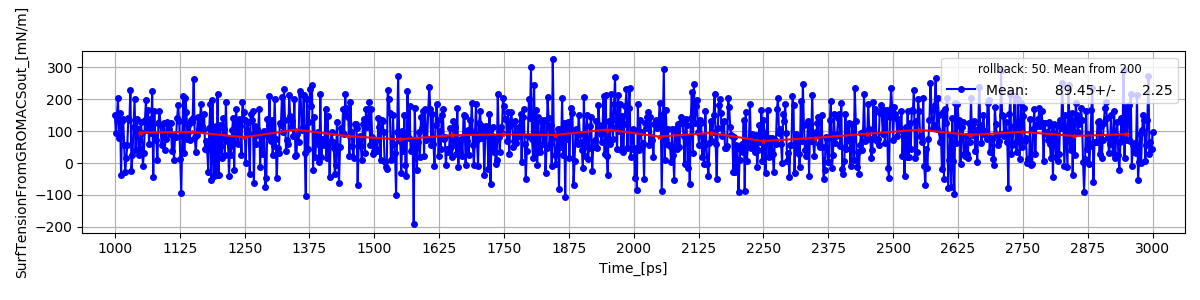 SurfTensionFromGROMACSout_[mN/m]
300
200
100
0
−100
−200
rollback: 50. Mean from 200
Mean: 89.45+/- 2.25
1000 1125 1250 1375 1500 1625 1750 1875 2000 2125 2250 2375 2500 2625 2750 2875 3000
Time_[ps]